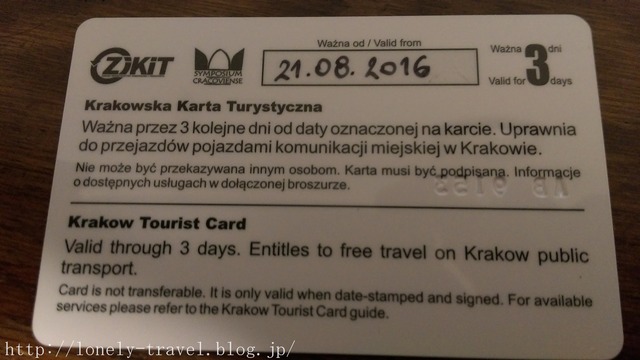 ZIKiT
SYMPOSIUM
CRACOVIENSE
Ważna od / Valid from
21.08.2016
Ważna 3 dni
Valid for days
Krakowska Karta Turystyczna
Ważna przez 3 kolejne dni od daty oznaczonej na karcie. Uprawnia
do przejazdów pojazdami komunikacji miejskiej w Krakowie.
Nie może być przekazywana innym osobom. Karta musi być podpisana. Informacje
o dostępnych usługach w dołączonej broszurze.
Krakow Tourist Card
Valid through 3 days. Entitles to free travel on Krakow public
transport.
Card is not transferable. It is only valid when date-stamped and signed. For available
services please refer to the Krakow Tourist Card guide.
http://lonely-travel.blog.jp/